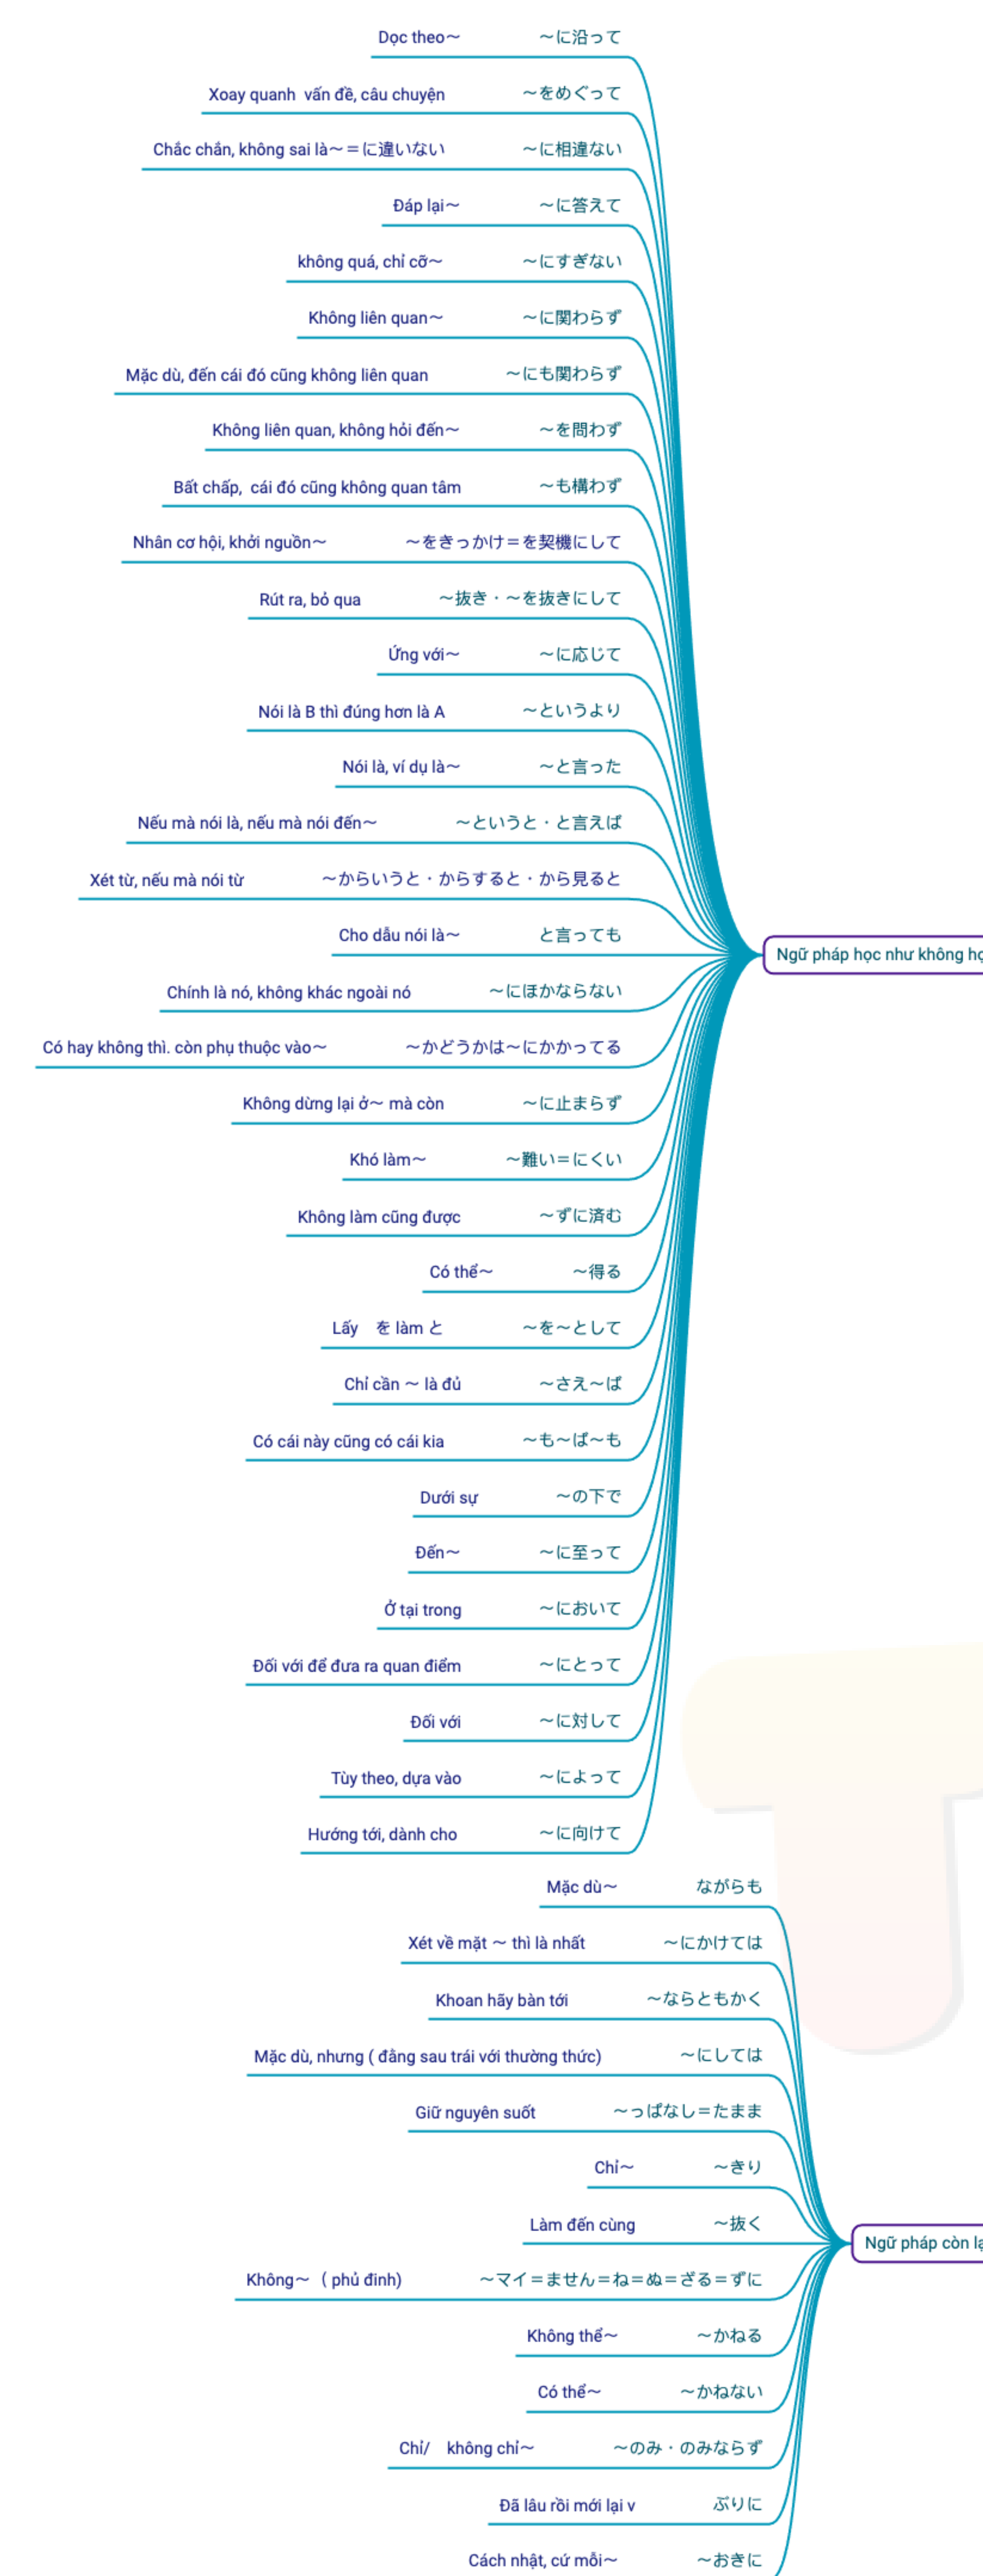 Dọc theo～ ～に沿って
Xoay quanh vấn đề, câu chuyện ～をめぐって
Chắc chắn, không sai là～＝に違いない ～に相違ない
Đáp lại～ ～に答えて
không quá, chỉ cỡ～ ～にすぎない
Không liên quan～ ～に関わらず
Mặc dù, đến cái đó cũng không liên quan ～にも関わらず
Không liên quan, không hỏi đến～ ～を問わず
Bất chấp, cái đó cũng không quan tâm ～も構わず
Nhân cơ hội, khởi nguồn～ ～をきっかけ＝を契機にして
Rút ra, bỏ qua ～抜き・～を抜きにして
Ứng với～ ～に応じて
Nói là B thì đúng hơn là A ～というより
Nói là, ví dụ là～ ～と言った
Nếu mà nói là, nếu mà nói đến～ ～というと・と言えば
Xét từ, nếu mà nói từ ～からいうと・からすると・から見ると
Cho dẫu nói là～ と言っても
Ngữ pháp học như không
Chính là nó, không khác ngoài nó ～にほかならない
Có hay không thì. còn phụ thuộc vào～ ～かどうかは～にかかってる
Không dừng lại ở～ mà còn ～に止まらず
Khó làm～ ～難い＝にくい
Không làm cũng được ～ずに済む
Có thể～ ～得る
Lấy を làm と ～を～として
Chỉ cần ～ là đủ ～さえ～ば
Có cái này cũng có cái kia ～も～ば～も
Dưới sự ～の下で
Đến～ ～に至って
Ở tại trong ～において
Đối với để đưa ra quan điểm ～にとって
Đối với ～に対して
Tùy theo, dựa vào ～によって
Hướng tới, dành cho ～に向けて
Mặc dù～ ながらも
Xét về mặt ～ thì là nhất ～にかけては
Khoan hãy bàn tới ～ならともかく
Mặc dù, nhưng ( đằng sau trái với thường thức) ～にしては
Giữ nguyên suốt ～っぱなし＝たまま
Chỉ～ ～きり
Làm đến cùng ～抜く
Ngữ pháp còn
Không～ ( phủ đinh) ～マイ＝ません＝ね＝ぬ＝ざる＝ずに
Không thể～ ～かねる
Có thể～ ～かねない
Chỉ/ không chỉ～ ～のみ・のみならず
Đã lâu rồi mới lại v ぶりに
Cách nhật, cứ mỗi～ ～おきに